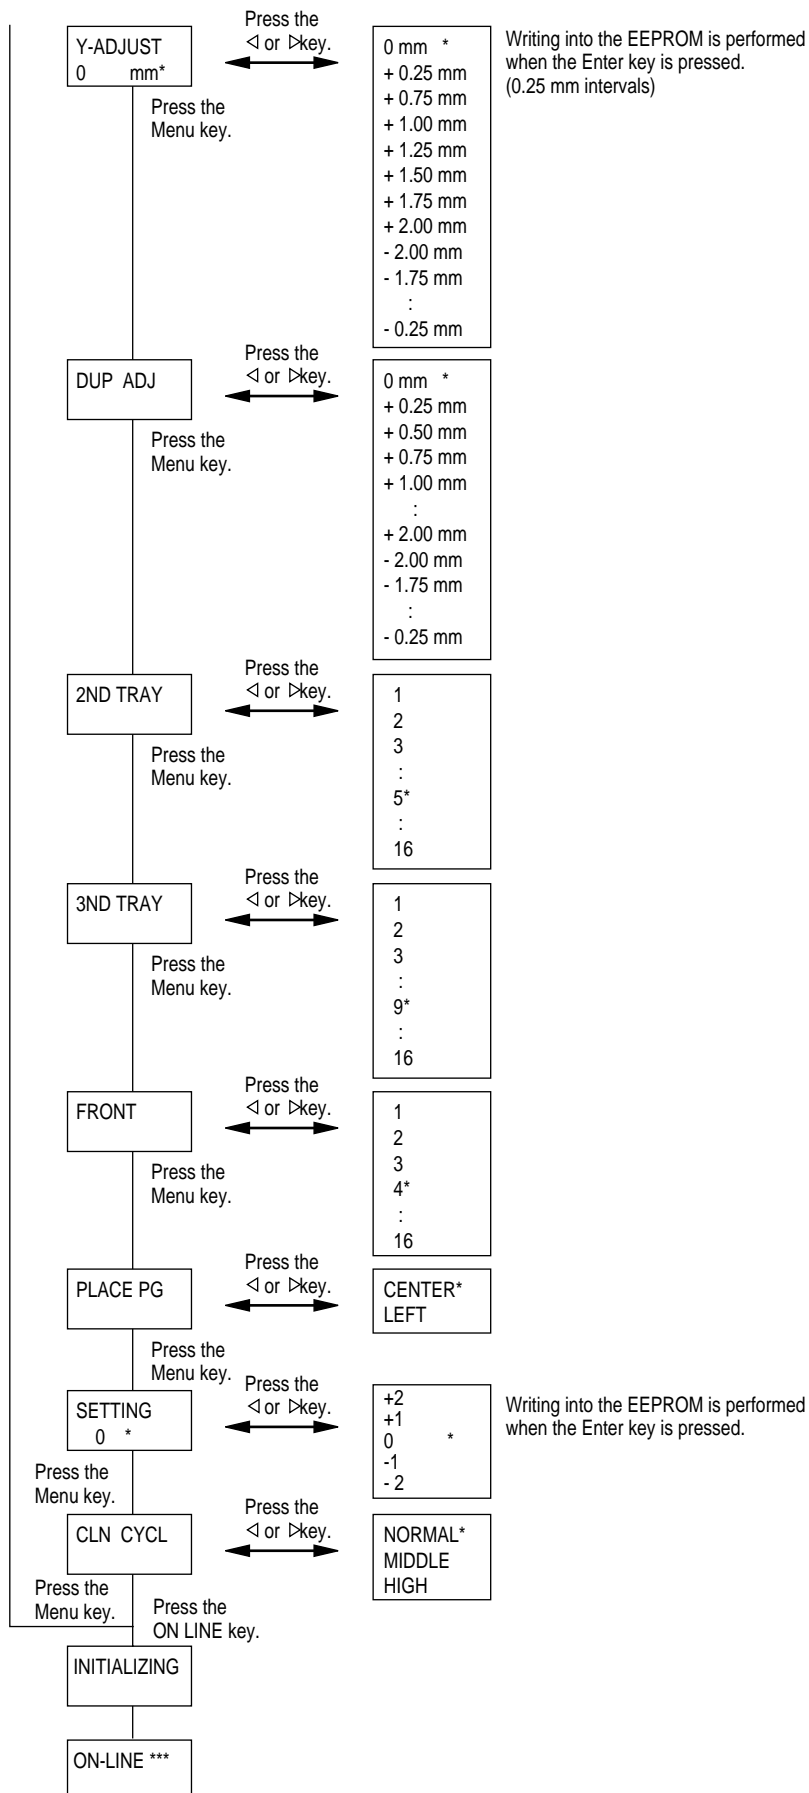 Press the
◁ or ▷key.
Y-ADJUST
0 mm*
0 mm *
+ 0.25 mm
+ 0.75 mm
+ 1.00 mm
+ 1.25 mm
+ 1.50 mm
+ 1.75 mm
+ 2.00 mm
- 2.00 mm
- 1.75 mm
:
- 0.25 mm
Writing into the EEPROM is performed
when the Enter key is pressed.
(0.25 mm intervals)
Press the
Menu key.
Press the
◁ or ▷key.
DUP ADJ
0 mm *
+ 0.25 mm
+ 0.50 mm
+ 0.75 mm
+ 1.00 mm
:
+ 2.00 mm
- 2.00 mm
- 1.75 mm
:
- 0.25 mm
Press the
Menu key.
Press the
◁ or ▷key.
2ND TRAY
1
2
3
:
5*
:
16
Press the
Menu key.
Press the
◁ or ▷key.
3ND TRAY
1
2
3
:
9*
:
16
Press the
Menu key.
Press the
◁ or ▷key.
FRONT
1
2
3
4*
:
16
Press the
Menu key.
Press the
◁ or ▷key.
PLACE PG
CENTER*
LEFT
Press the
Menu key.
Press the
◁ or ▷key.
SETTING
0 *
+2
+1
0 *
-1
- 2
Writing into the EEPROM is performed
when the Enter key is pressed.
Press the
Menu key.
Press the
◁ or ▷key.
CLN CYCL
NORMAL*
MIDDLE
HIGH
Press the
Menu key.
Press the
ON LINE key.
INITIALIZING
ON-LINE ***